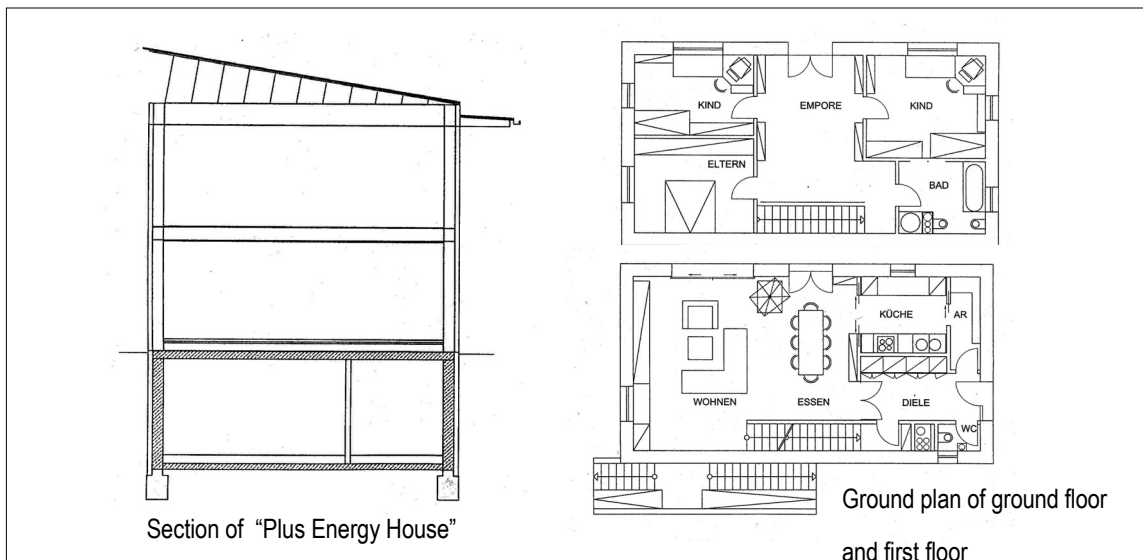 KIND
EMPORE
KIND
ELTERN
BAD
KÜCHE
AR
WOHNEN
ESSEN
DIELE
WC
Section of “Plus Energy House”
Ground plan of ground floor
and first floor